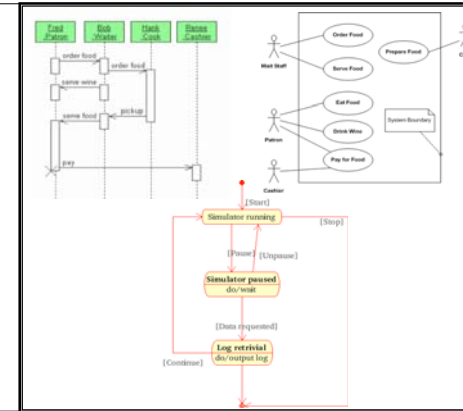 Fred
Patron
Bob
Waiter
Hank
Cook
Renee
Cashier
order food
order food
serve wine
pickup
serve food
pay
Order Food
Wait Staff
Serve Food
Prepare Food
Eat Food
Patron
Drink Wine
System Boundary
Pay for Food
Cashier
[Start]
Simulator running
[Stop]
[Pause]
[Unpause]
Simulator paused
do/wait
[Data requested]
Log retrivial
do/output log
[Continue]